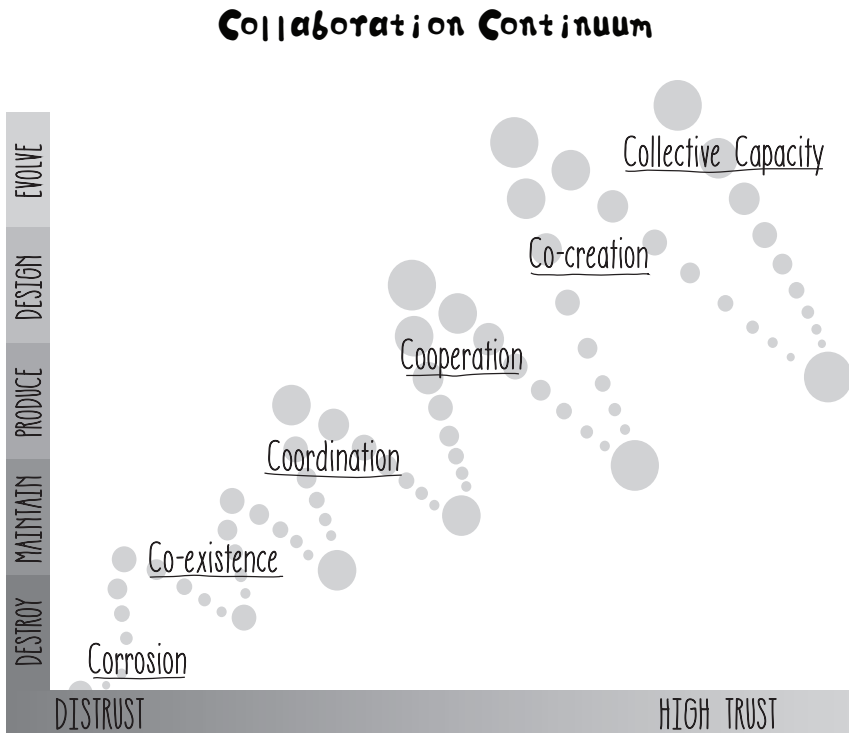 Collaboration Continuum
EVOLVE
Collective Capacity
Co-creation
DESIGN
Cooperation
PRODUCE
Coordination
MAINTAIN
Co-existence
DESTROY
Corrosion
DISTRUST
HIGH TRUST